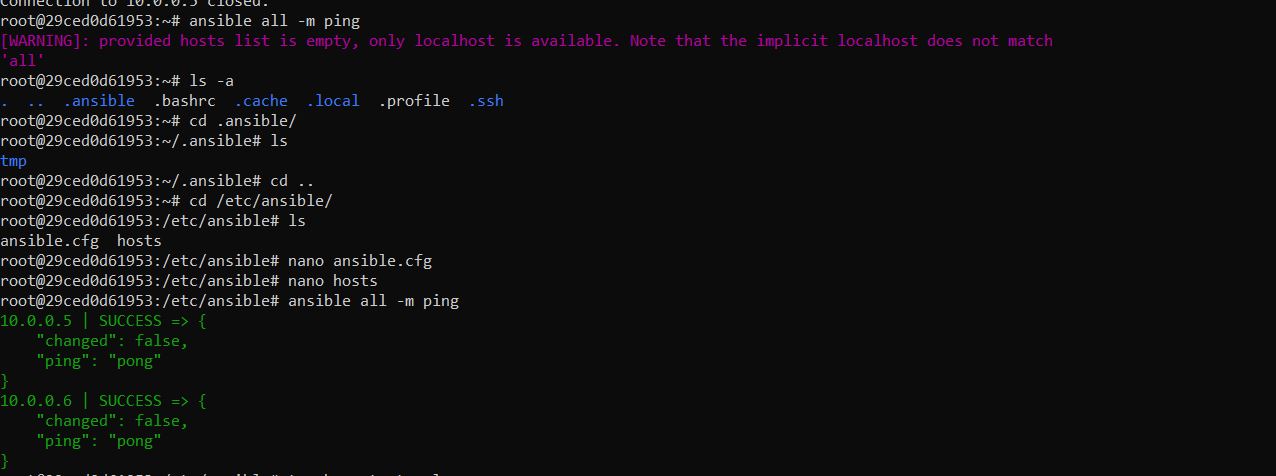 Connection to 10.0.0.5 closed.
root@29ced0d61953:~# ansible all -m ping
[WARNING]: provided hosts list is empty, only localhost is available. Note that the implicit localhost does not match
'all'
root@29ced0d61953:~# ls -a
.  ..  .ansible  .bashrc  .cache  .local  .profile  .ssh
root@29ced0d61953:~# cd .ansible/
root@29ced0d61953:~/.ansible# ls
tmp
root@29ced0d61953:~/.ansible# cd ..
root@29ced0d61953:~# cd /etc/ansible/
root@29ced0d61953:/etc/ansible# ls
ansible.cfg  hosts
root@29ced0d61953:/etc/ansible# nano ansible.cfg
root@29ced0d61953:/etc/ansible# nano hosts
root@29ced0d61953:/etc/ansible# ansible all -m ping
10.0.0.5 | SUCCESS => {
    "changed": false,
    "ping": "pong"
}
10.0.0.6 | SUCCESS => {
    "changed": false,
    "ping": "pong"
}